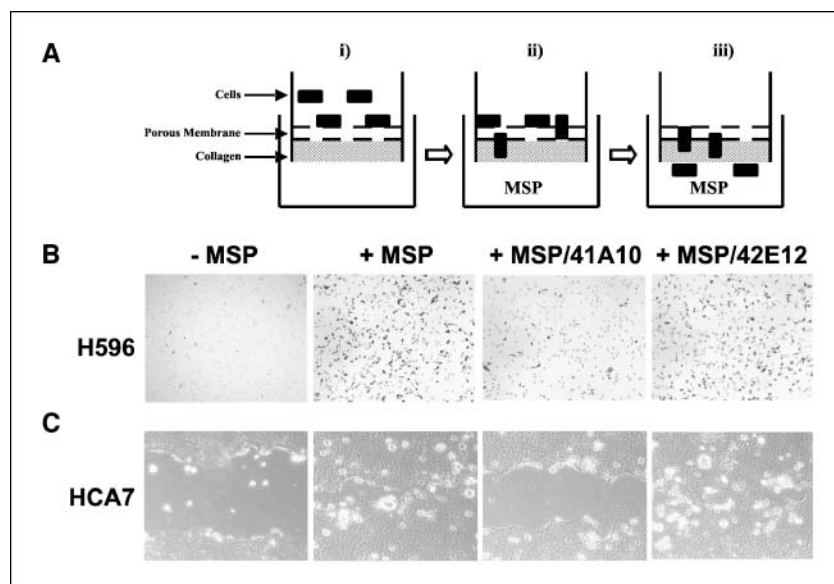 A
i)
ii)
iii)
Cells
Porous Membrane
Collagen
MSP
MSP
B
- MSP
+ MSP
+ MSP/41A10
+ MSP/42E12
H596
C
HCA7